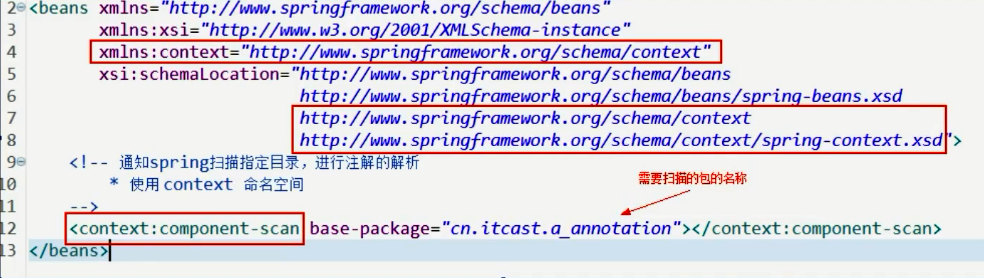 2 <beans xmlns="http://www.springframework.org/schema/beans"
3 xmlns:xsi="http://www.w3.org/2001/XMLSchema-instance"
4 xmlns:context="http://www.springframework.org/schema/context"
5 xsi:schemaLocation="http://www.springframework.org/schema/beans
6 http://www.springframework.org/schema/beans/spring-beans.xsd
7 http://www.springframework.org/schema/context
8 http://www.springframework.org/schema/context/spring-context.xsd">
9 <!-- 通知spring扫描指定目录，进行注解的解析
10 * 使用 context 命名空间
需要扫描的包的名称
11 -->
12 <context:component-scan base-package="cn.itcast.a_annotation"></context:component-scan>
13 </beans>